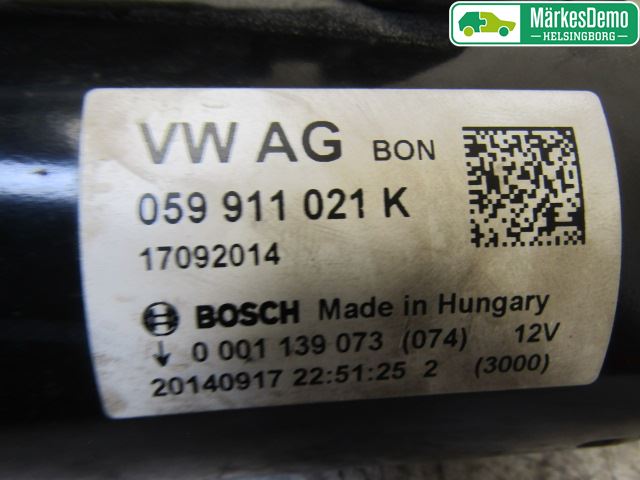 MärkesDemo
HELSINGBORG
VW AG BON
059 911 021 K
17092014
BOSCH Made in Hungary
0 001 139 073 (074) 12V
20140917 22:51:25 2 (3000)